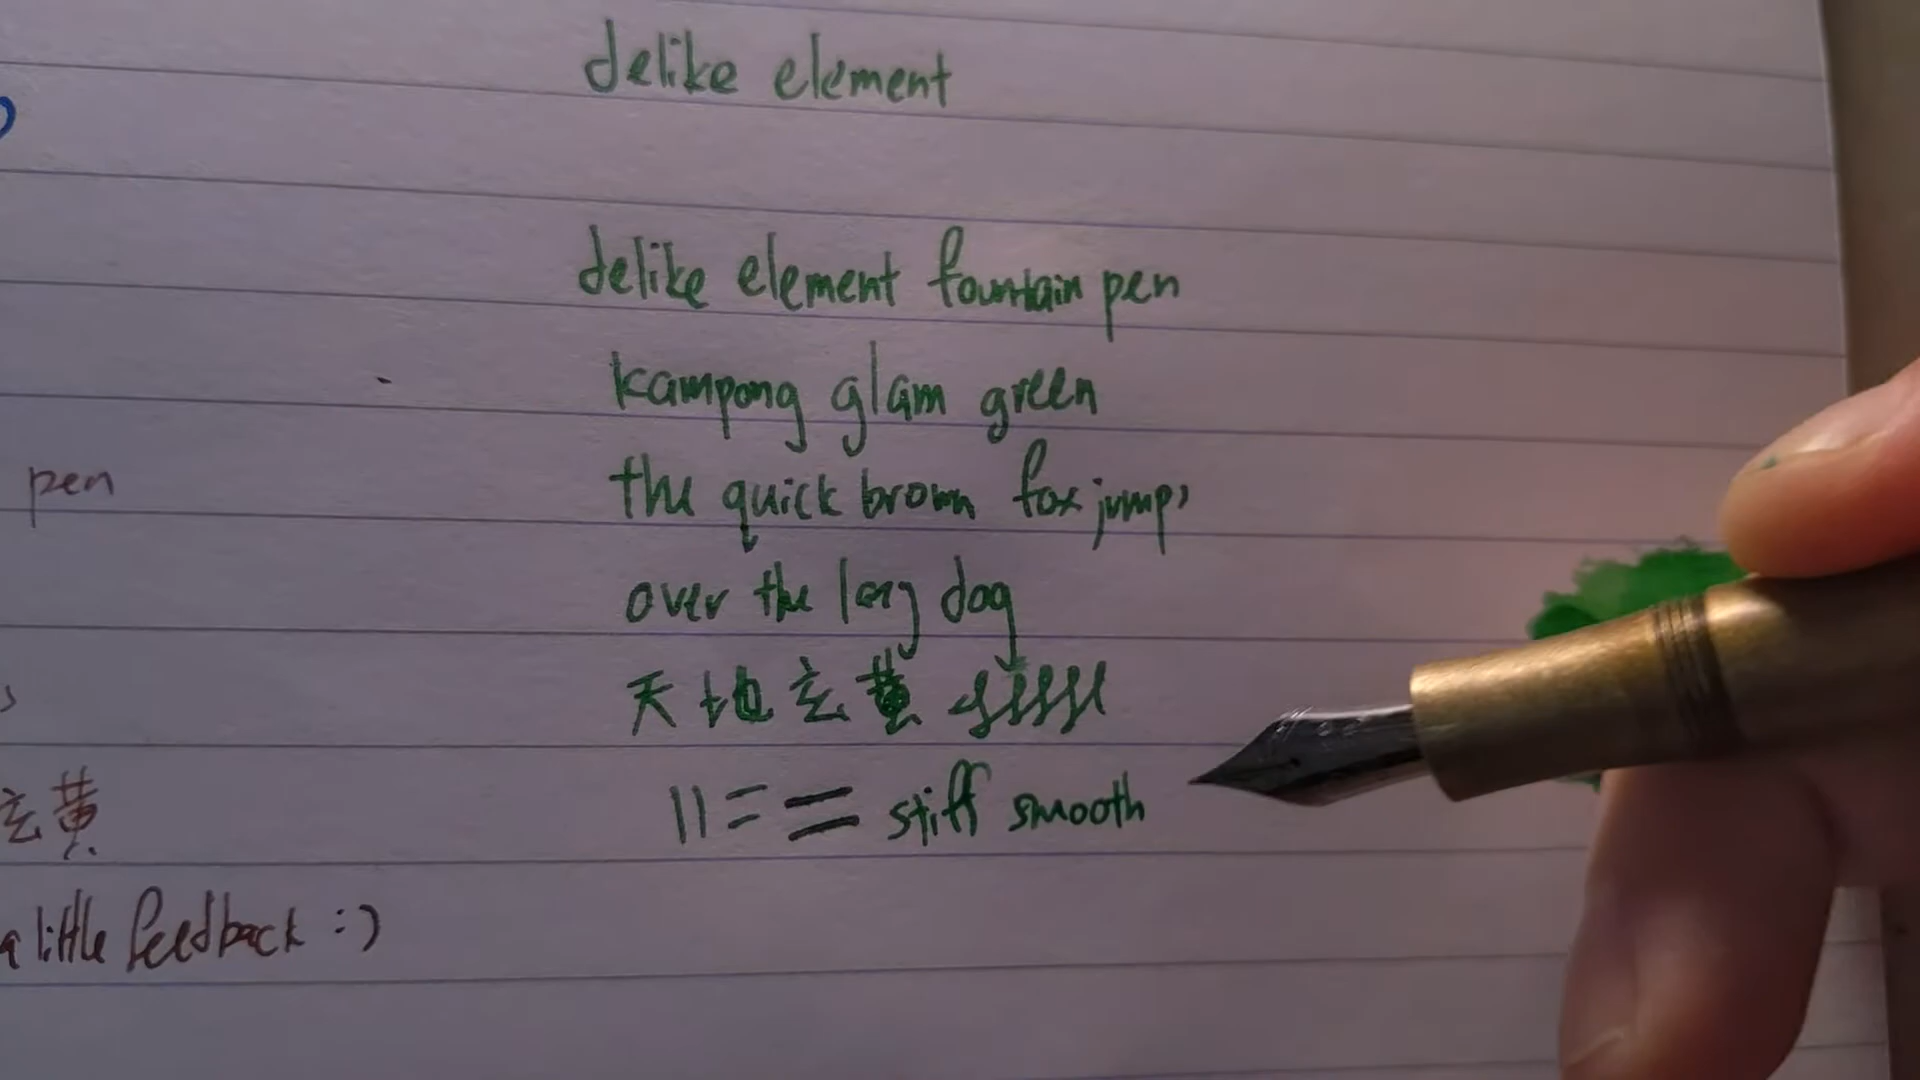 delike element
delike element fountain pen
kampong glam green
pen
the quick brown fox jumps
over the lazy dog
天地玄黄
玄黄
stiff smooth
a little feedback :)